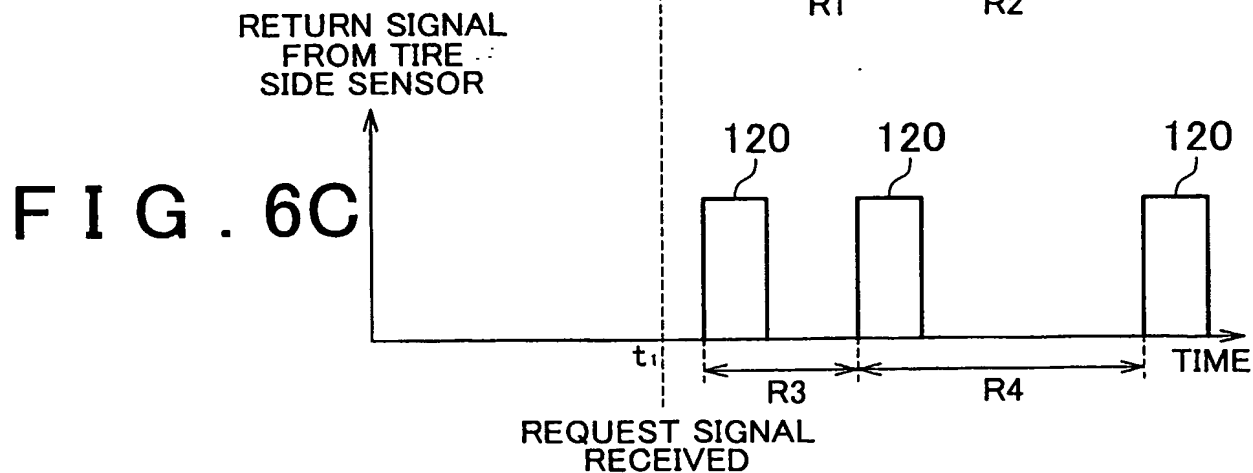 R1 R2
RETURN SIGNAL
FROM TIRE
SIDE SENSOR
120 120 120
FIG. 6C
t1 TIME
R3 R4
REQUEST SIGNAL
RECEIVED